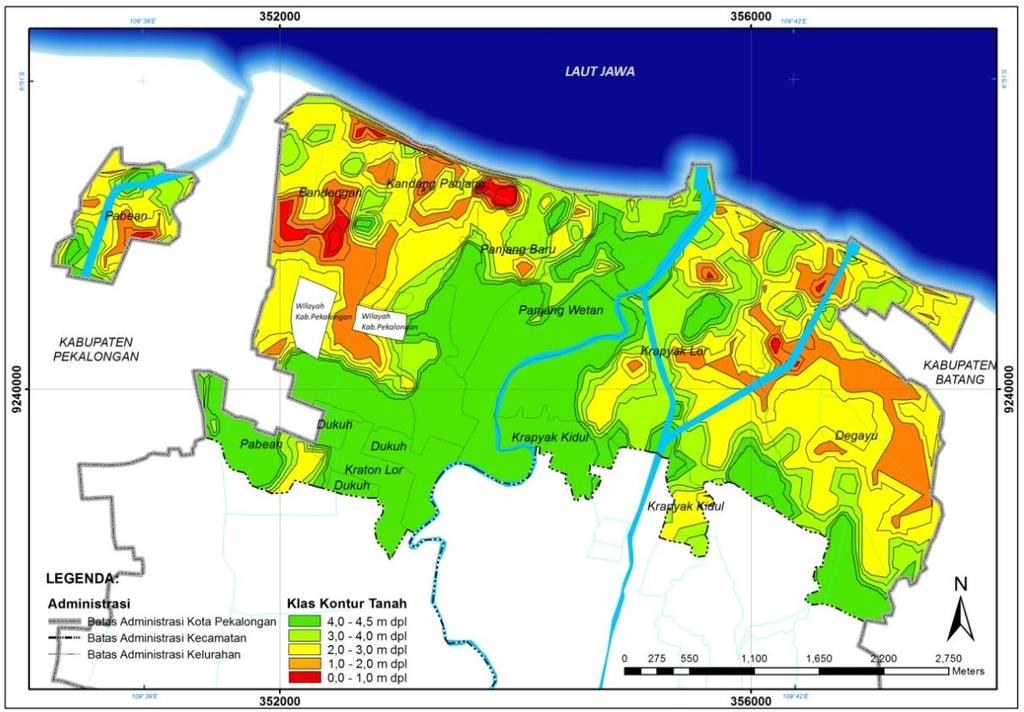 352000
356000
109°39'E
109°42'E
LAUT JAWA
9240000
9240000
Pabean
Bandengan
Kandang Panjang
Panjang Baru
Panjang Wetan
Wilayah
Kab.Pekalongan
Wilayah
Kab.Pekalongan
KABUPATEN
PEKALONGAN
Krapyak Lor
KABUPATEN
BATANG
Pabean
Dukuh
Dukuh
Kraton Lor
Dukuh
Krapyak Kidul
Degayu
Krapyak Kidul
LEGENDA:
Administrasi
Batas Administrasi Kota Pekalongan
Batas Administrasi Kecamatan
Batas Administrasi Kelurahan
Klas Kontur Tanah
4,0 - 4,5 m dpl
3,0 - 4,0 m dpl
2,0 - 3,0 m dpl
1,0 - 2,0 m dpl
0,0 - 1,0 m dpl
N
0 275 550 1,100 1,650 2,200 2,750
Meters
109°39'E
109°42'E
352000
356000